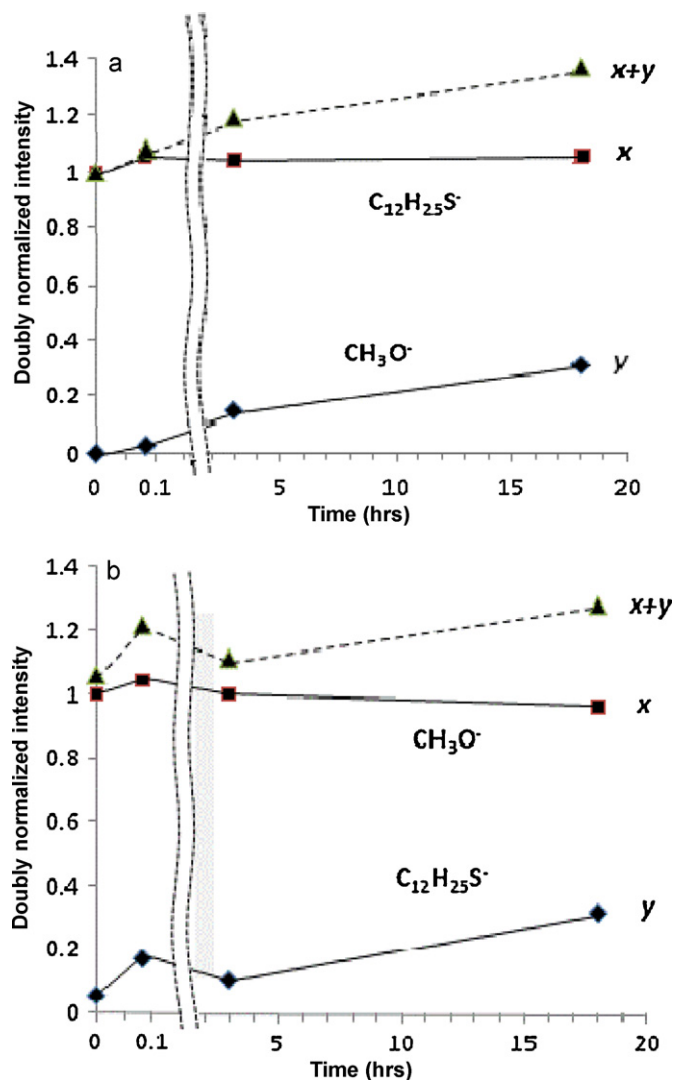 a
1.4
x+y
1.2
x
1
C₁₂H₂₅S⁻
0.8
0.6
CH₃O⁻
0.4
y
0.2
0
0 0.1 5 10 15 20
Time (hrs)
Doubly normalized intensity
b
1.4
x+y
1.2
x
1
CH₃O⁻
0.8
0.6
C₁₂H₂₅S⁻
0.4
y
0.2
0
0 0.1 5 10 15 20
Time (hrs)
Doubly normalized intensity